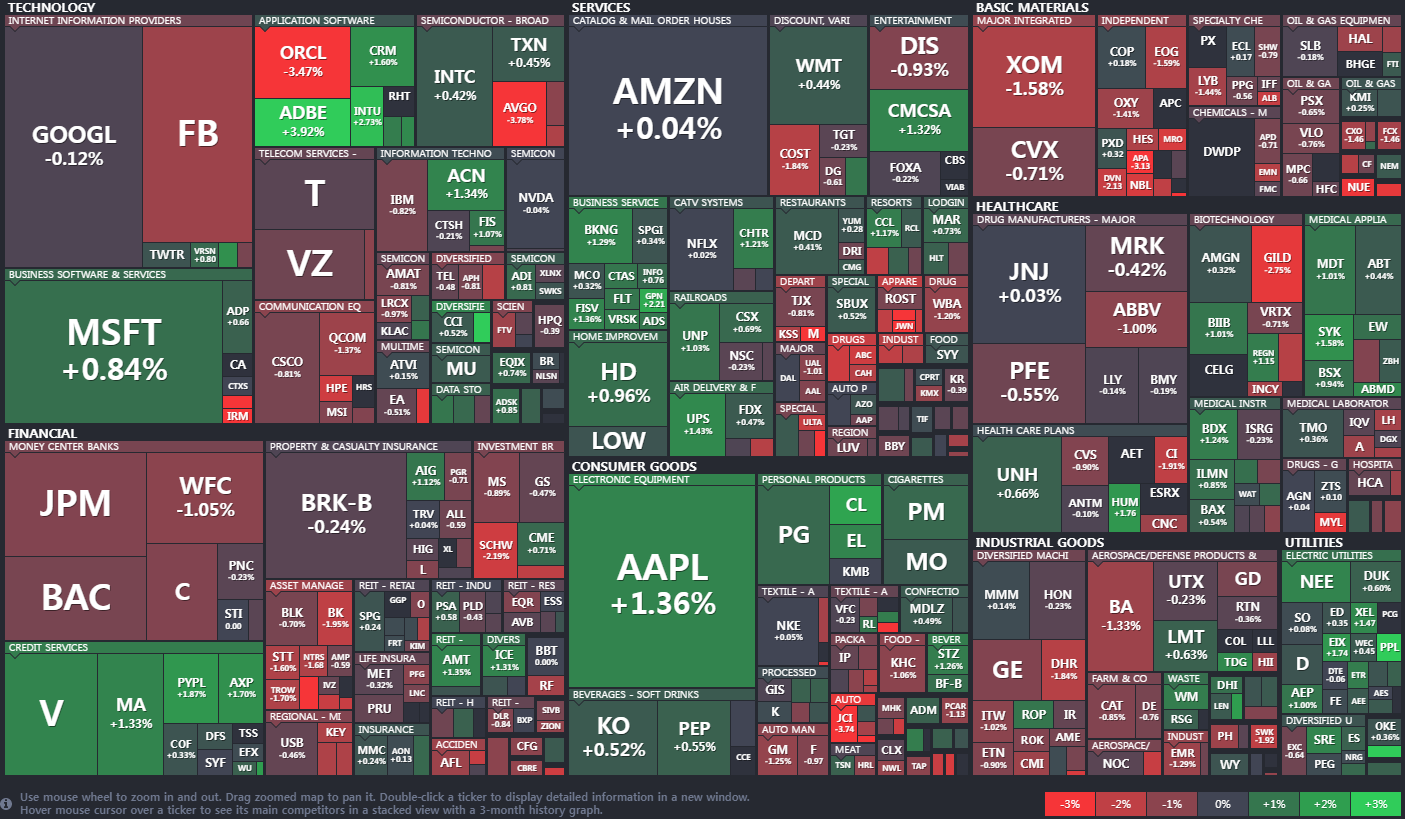 TECHNOLOGY
INTERNET INFORMATION PROVIDERS
GOOGL
-0.12%
FB
TWTR
VRSN
+0.80
APPLICATION SOFTWARE
ORCL
-3.47%
ADBE
+3.92%
CRM
+1.60%
INTU
+2.73%
RHT
SEMICONDUCTOR - BROAD
INTC
+0.42%
TXN
+0.45%
AVGO
-3.78%
BUSINESS SOFTWARE & SERVICES
MSFT
+0.84%
ADP
+0.66
CA
CTXS
IRM
TELECOM SERVICES -
T
VZ
INFORMATION TECHNO
IBM
-0.82%
ACN
+1.34%
CTSH
-0.21%
FIS
+1.07%
SEMICON
NVDA
-0.04%
COMMUNICATION EQ
CSCO
-0.81%
QCOM
-1.37%
HPE
HRS
MSI
SEMICON
AMAT
-0.81%
LRCX
-0.97%
KLAC
DIVERSIFIED
TEL
-0.48
APH
-0.81
SEMICON
ADI
+0.81
XLNX
SWKS
DIVERSIFIE
CCI
+0.52%
SCIEN
FTV
HPQ
-0.39
MULTIME
ATVI
+0.15%
EA
-0.51%
SEMICON
MU
DATA STO
EQIX
+0.74%
BR
NLSN
ADSK
+0.85
SERVICES
CATALOG & MAIL ORDER HOUSES
AMZN
+0.04%
DISCOUNT, VARI
WMT
+0.44%
COST
-1.84%
TGT
-0.23%
DG
-0.61
ENTERTAINMENT
DIS
-0.93%
CMCSA
+1.32%
FOXA
-0.22%
CBS
VIAB
BUSINESS SERVICE
BKNG
+1.29%
SPGI
+0.34%
MCO
+0.32%
CTAS
INFO
+0.76
FISV
+1.36%
FLT
GPN
+2.21
VRSK
ADS
CATV SYSTEMS
NFLX
+0.02%
CHTR
+1.21%
RESTAURANTS
MCD
+0.41%
YUM
+0.28
DRI
CMG
RESORTS
CCL
+1.17%
RCL
LODGIN
MAR
+0.73%
HLT
HOME IMPROVEM
HD
+0.96%
LOW
RAILROADS
UNP
+1.03%
CSX
+0.69%
NSC
-0.23%
AIR DELIVERY & F
UPS
+1.43%
FDX
+0.47%
DEPART
TJX
-0.81%
KSS
M
SPECIAL
SBUX
+0.52%
APPARE
ROST
JWN
DRUG
WBA
-1.20%
MAJOR
DAL
UAL
-1.01
AAL
DRUGS
ABC
CAH
INDUST
FOOD
SYY
SPECIAL
ULTA
AUTO P
AZO
AAP
CPRT
KMX
KR
-0.39
REGION
LUV
BBY
TIF
BASIC MATERIALS
MAJOR INTEGRATED
XOM
-1.58%
CVX
-0.71%
INDEPENDENT
COP
+0.18%
EOG
-1.59%
OXY
-1.41%
APC
PXD
+0.32
HES
MRO
APA
-3.13
DVN
-2.13
NBL
SPECIALTY CHE
PX
ECL
+0.17
SHW
-0.79
LYB
-1.44%
PPG
-0.56
IFF
ALB
CHEMICALS - M
DWDP
APD
-0.71
EMN
FMC
OIL & GAS EQUIPMEN
SLB
-0.18%
HAL
BHGE
FTI
OIL & GA
PSX
-0.65%
VLO
-0.76%
MPC
-0.66
HFC
OIL & GAS
KMI
+0.25%
CXO
-1.46
FCX
-1.46
CF
NEM
NUE
HEALTHCARE
DRUG MANUFACTURERS - MAJOR
JNJ
+0.03%
PFE
-0.55%
MRK
-0.42%
ABBV
-1.00%
LLY
-0.14%
BMY
-0.19%
BIOTECHNOLOGY
AMGN
+0.32%
GILD
-2.75%
BIIB
+1.01%
VRTX
-0.71%
CELG
REGN
+1.15
INCY
MEDICAL APPLIA
MDT
+1.01%
ABT
+0.44%
SYK
+1.58%
EW
BSX
+0.94%
ZBH
ABMD
HEALTH CARE PLANS
UNH
+0.66%
CVS
-0.90%
AET
CI
-1.91%
ANTM
-0.10%
HUM
+1.76
ESRX
CNC
MEDICAL INSTR
BDX
+1.24%
ISRG
-0.23%
ILMN
+0.85%
WAT
BAX
+0.54%
MEDICAL LABORATOR
TMO
+0.36%
IQV
LH
A
DGX
DRUGS - G
AGN
+0.04
ZTS
+0.10
MYL
HOSPITA
HCA
FINANCIAL
MONEY CENTER BANKS
JPM
WFC
-1.05%
BAC
C
PNC
-0.23%
STI
0.00
PROPERTY & CASUALTY INSURANCE
BRK-B
-0.24%
AIG
+1.12%
PGR
-0.71
TRV
+0.04%
ALL
-0.59
HIG
XL
L
INVESTMENT BR
MS
-0.89%
GS
-0.47%
SCHW
-2.19%
CME
+0.71%
CREDIT SERVICES
V
MA
+1.33%
PYPL
+1.87%
AXP
+1.70%
COF
+0.33%
DFS
TSS
SYF
EFX
WU
ASSET MANAGE
BLK
-0.70%
BK
-1.95%
STT
-1.60%
NTRS
-1.68
AMP
-0.59
TROW
-1.70%
IVZ
REGIONAL - MI
USB
-0.46%
KEY
REIT - RETAI
SPG
+0.24
GGP
O
FRT
KIM
REIT - INDU
PSA
+0.58
PLD
-0.43
REIT - RES
EQR
ESS
AVB
LIFE INSURA
MET
-0.32%
PFG
LNC
PRU
REIT -
AMT
+1.35%
DIVERS
ICE
+1.31%
BBT
0.00%
RF
INSURANCE
MMC
+0.24%
AON
+0.13
REIT - H
REIT -
DLR
-0.84
BXP
SIVB
ZION
ACCIDEN
AFL
CFG
CBRE
CONSUMER GOODS
ELECTRONIC EQUIPMENT
AAPL
+1.36%
PERSONAL PRODUCTS
PG
CL
EL
KMB
CIGARETTES
PM
MO
BEVERAGES - SOFT DRINKS
KO
+0.52%
PEP
+0.55%
CCE
TEXTILE - A
NKE
+0.05%
TEXTILE - A
VFC
-0.23
RL
CONFECTIO
MDLZ
+0.49%
PACKA
IP
FOOD -
KHC
-1.06%
BEVER
STZ
+1.26%
BF-B
PROCESSED
GIS
K
AUTO MAN
GM
-1.25%
F
-0.97
AUTO
JCI
-3.74
MHK
ADM
PCAR
-1.13
MEAT
TSN
HRL
CLX
NWL
TAP
INDUSTRIAL GOODS
DIVERSIFIED MACHI
MMM
+0.14%
HON
-0.23%
GE
DHR
-1.84%
ITW
-1.02%
ROP
IR
ETN
-0.90%
ROK
AME
CMI
AEROSPACE/DEFENSE PRODUCTS &
BA
-1.33%
UTX
-0.23%
GD
RTN
-0.36%
LMT
+0.63%
COL
LLL
TDG
HII
FARM & CO
CAT
-0.85%
DE
-0.76
WASTE
WM
RSG
DHI
LEN
AEROSPACE/
NOC
INDUST
EMR
-1.29%
PH
SWK
-1.92
WY
UTILITIES
ELECTRIC UTILITIES
NEE
DUK
+0.60%
SO
+0.08%
ED
+0.35
XEL
+1.47
PCG
D
EIX
+1.74
WEC
+0.45
PPL
DTE
-0.06
ETR
AEP
+1.00%
FE
AEE
AES
DIVERSIFIED U
EXC
-0.64
SRE
ES
PEG
NRG
OKE
+0.36%
Use mouse wheel to zoom in and out. Drag zoomed map to pan it. Double-click a ticker to display detailed information in a new window.
Hover mouse cursor over a ticker to see its main competitors in a stacked view with a 3-month history graph.
-3%
-2%
-1%
0%
+1%
+2%
+3%